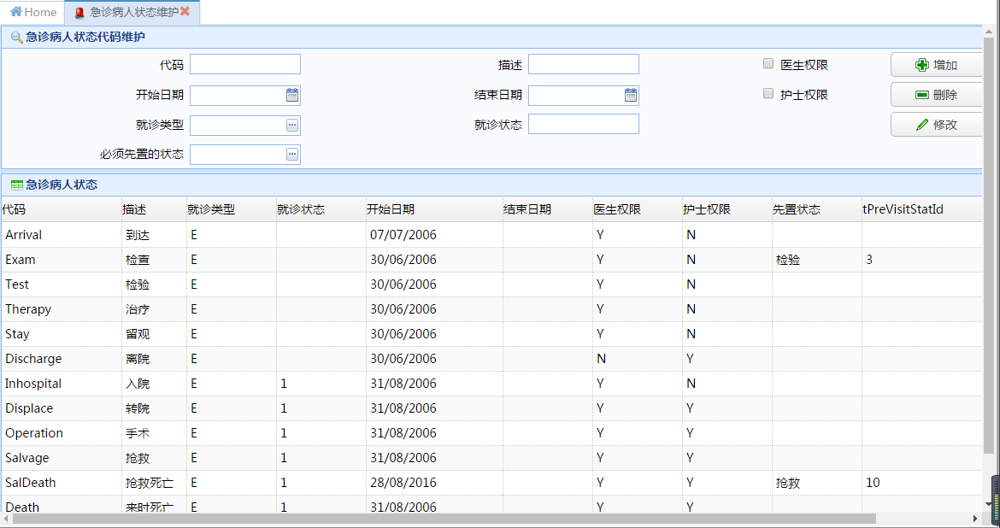 Home 急诊病人状态维护
急诊病人状态代码维护
代码 描述 医生权限 增加
开始日期 结束日期 护士权限 删除
就诊类型 就诊状态 修改
必须先置的状态
急诊病人状态
代码 描述 就诊类型 就诊状态 开始日期 结束日期 医生权限 护士权限 先置状态 tPreVisitStatId
Arrival 到达 E 07/07/2006 Y N
Exam 检查 E 30/06/2006 Y N 检验 3
Test 检验 E 30/06/2006 Y N
Therapy 治疗 E 30/06/2006 Y N
Stay 留观 E 30/06/2006 Y N
Discharge 离院 E 30/06/2006 N Y
Inhospital 入院 E 1 31/08/2006 Y N
Displace 转院 E 1 31/08/2006 Y Y
Operation 手术 E 1 31/08/2006 Y Y
Salvage 抢救 E 1 31/08/2006 Y Y
SalDeath 抢救死亡 E 1 28/08/2016 Y Y 抢救 10
Death 来时死亡 E 1 31/08/2006 Y Y